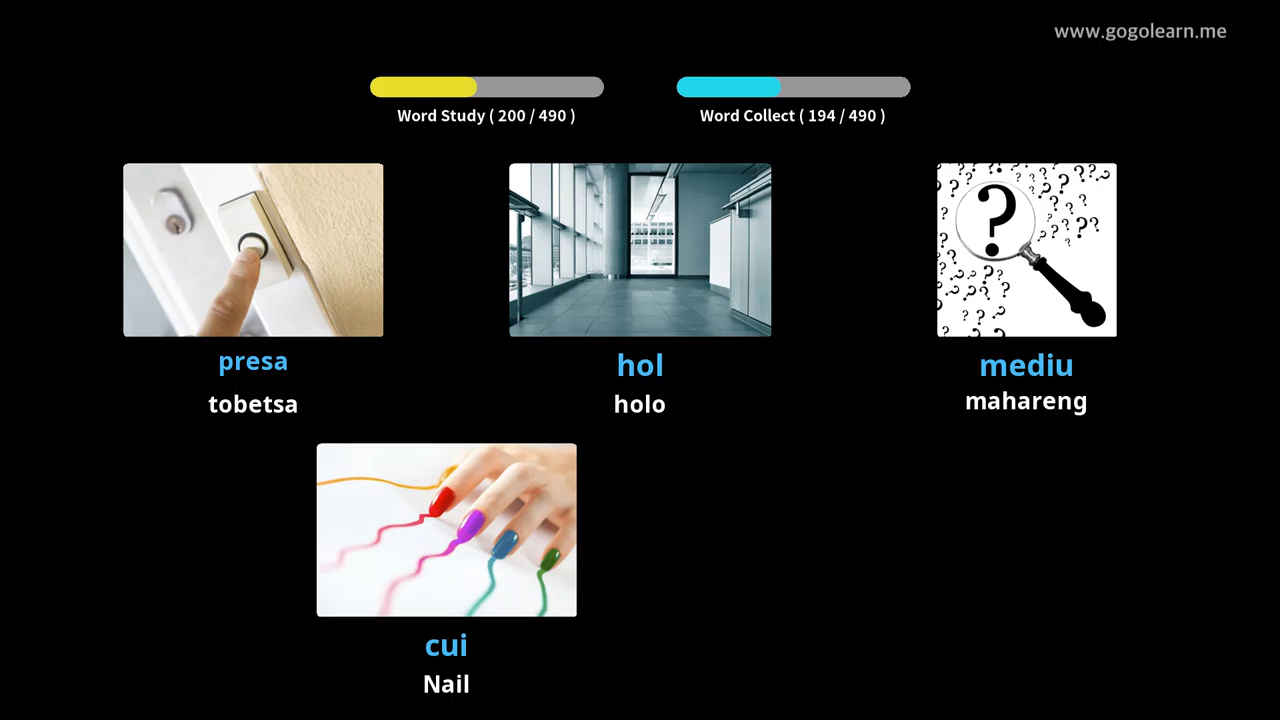 www.gogolearn.me
Word Study ( 200 / 490 )
Word Collect ( 194 / 490 )
presa
hol
mediu
tobetsa
holo
mahareng
cui
Nail